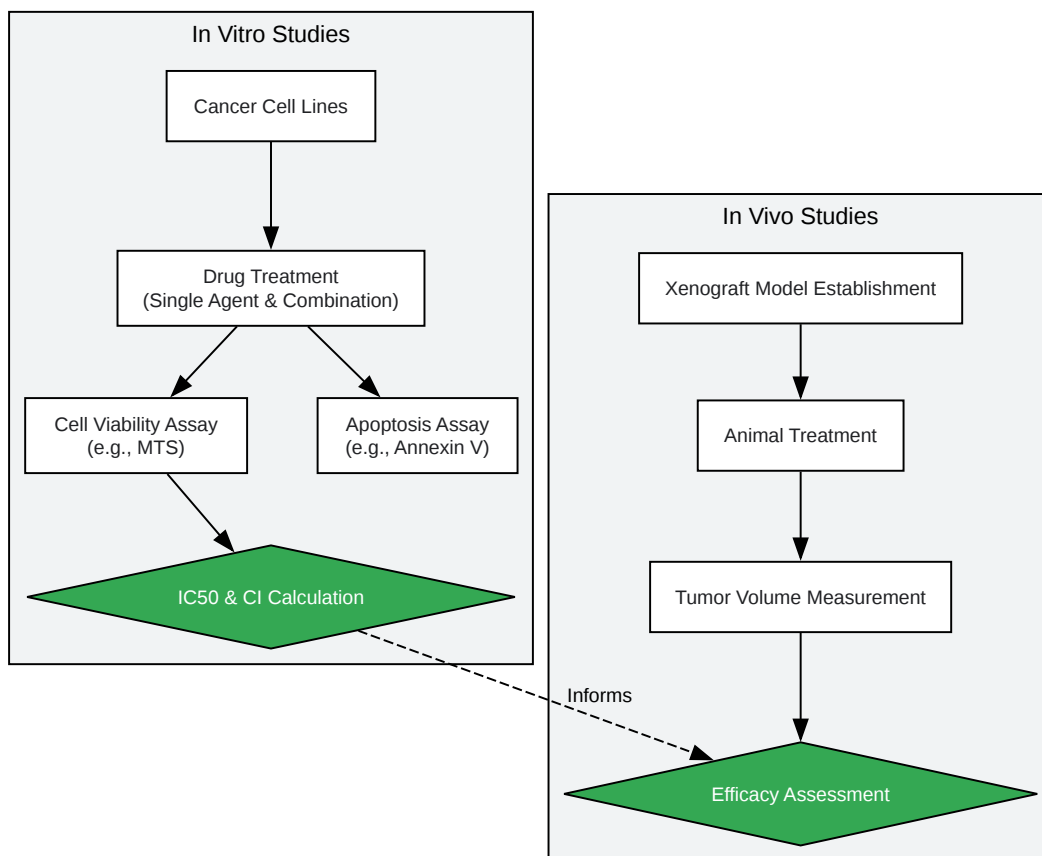 In Vitro Studies
Cancer Cell Lines
Drug Treatment
(Single Agent & Combination)
Cell Viability Assay
(e.g., MTS)
Apoptosis Assay
(e.g., Annexin V)
IC50 & CI Calculation
Informs
In Vivo Studies
Xenograft Model Establishment
Animal Treatment
Tumor Volume Measurement
Efficacy Assessment